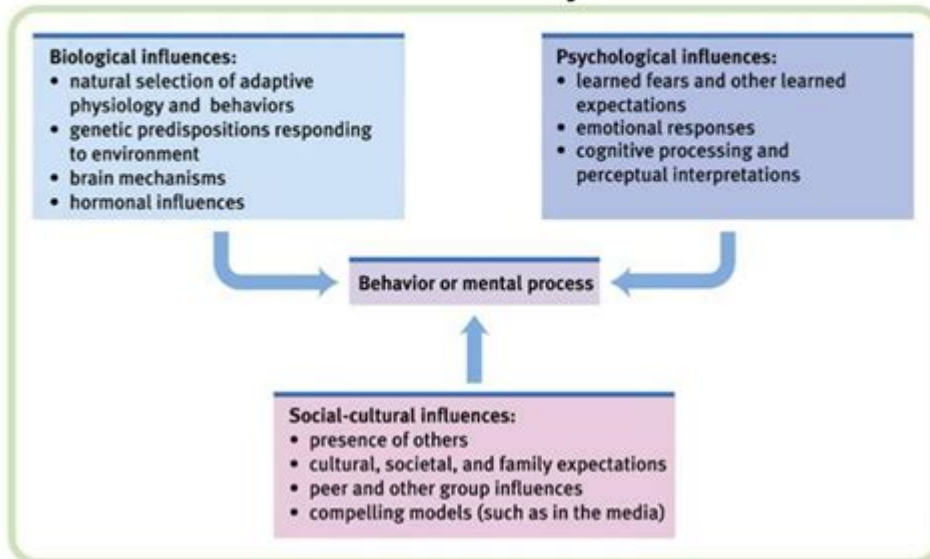 Biological influences:
• natural selection of adaptive
physiology and behaviors
• genetic predispositions responding
to environment
• brain mechanisms
• hormonal influences
Psychological influences:
• learned fears and other learned
expectations
• emotional responses
• cognitive processing and
perceptual interpretations
Behavior or mental process
Social-cultural influences:
• presence of others
• cultural, societal, and family expectations
• peer and other group influences
• compelling models (such as in the media)